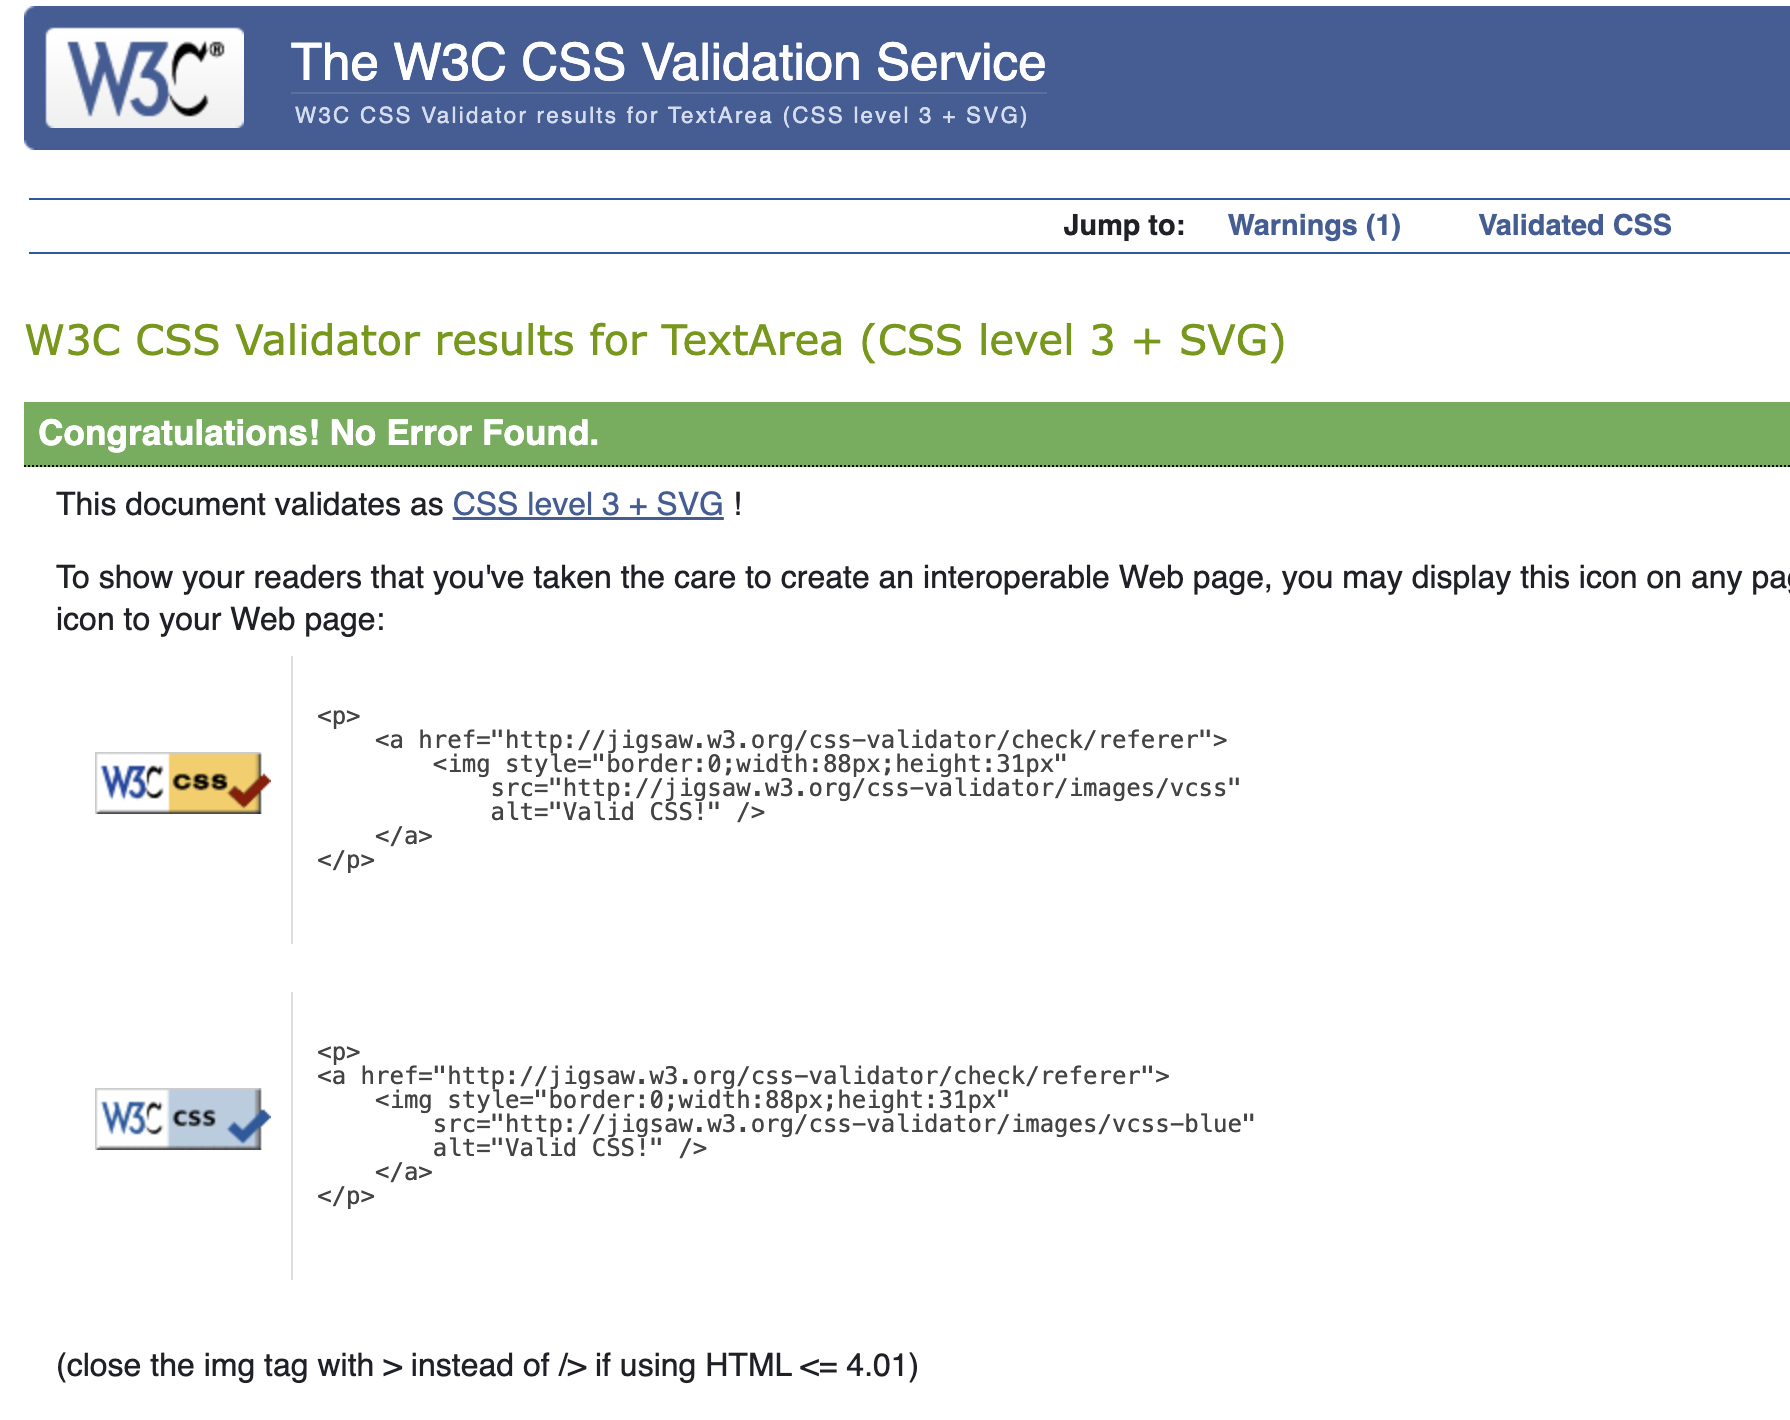 W3C®
The W3C CSS Validation Service
W3C CSS Validator results for TextArea (CSS level 3 + SVG)
Jump to: Warnings (1) Validated CSS
W3C CSS Validator results for TextArea (CSS level 3 + SVG)
Congratulations! No Error Found.
This document validates as CSS level 3 + SVG !
To show your readers that you've taken the care to create an interoperable Web page, you may display this icon on any
icon to your Web page:
W3C css
<p>
    <a href="http://jigsaw.w3.org/css-validator/check/referer">
        <img style="border:0;width:88px;height:31px"
            src="http://jigsaw.w3.org/css-validator/images/vcss"
            alt="Valid CSS!" />
    </a>
</p>
W3C css
<p>
<a href="http://jigsaw.w3.org/css-validator/check/referer">
    <img style="border:0;width:88px;height:31px"
        src="http://jigsaw.w3.org/css-validator/images/vcss-blue"
        alt="Valid CSS!" />
    </a>
</p>
(close the img tag with > instead of /> if using HTML <= 4.01)